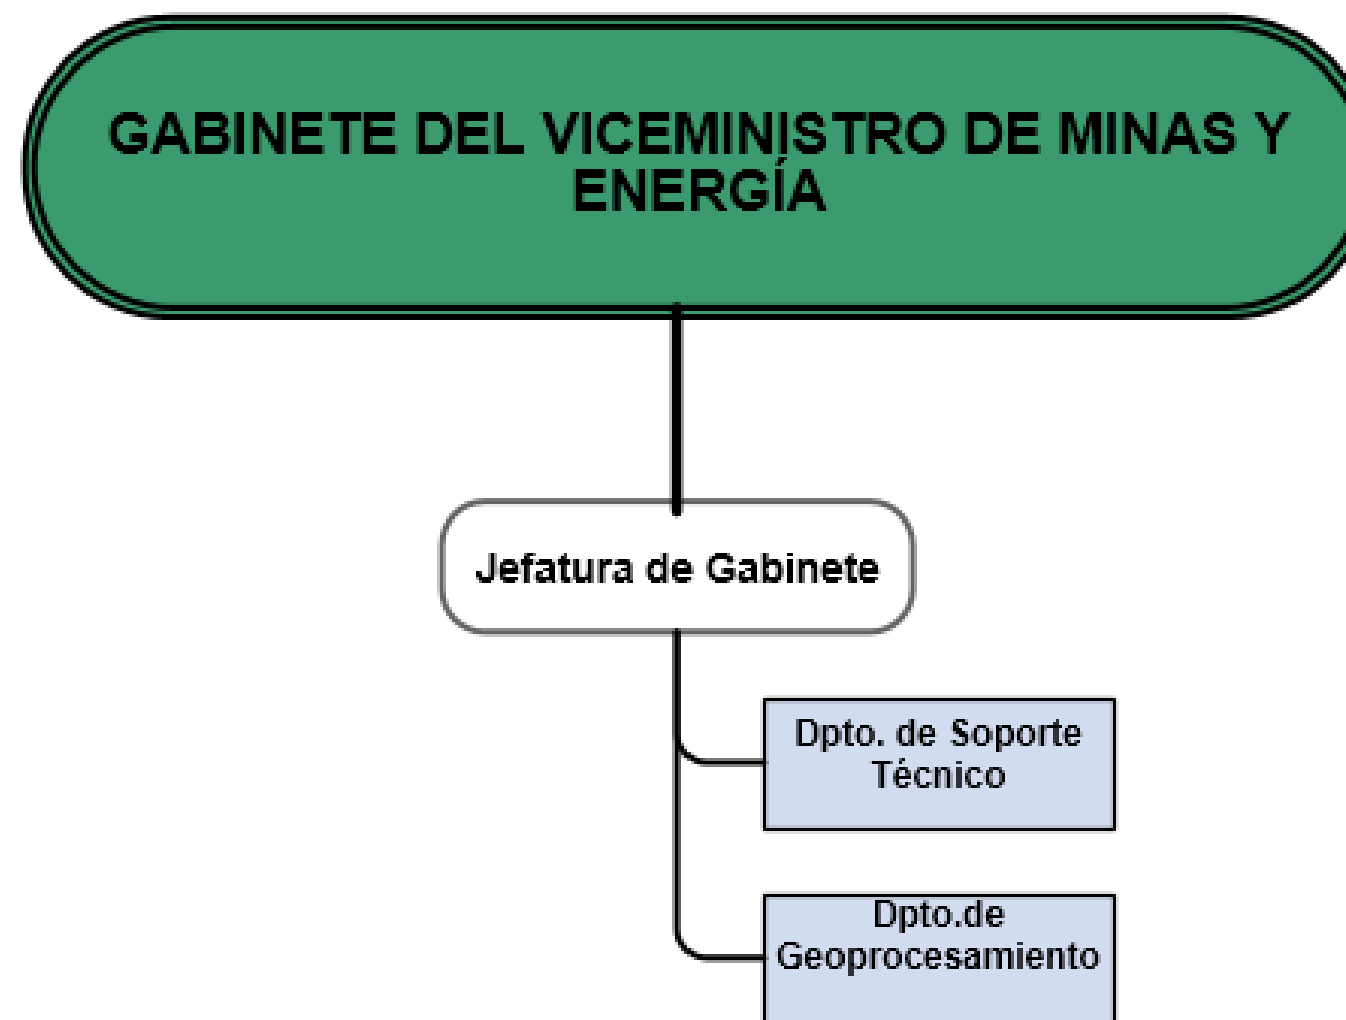 GABINETE DEL VICEMINISTRO DE MINAS Y
ENERGÍA
Jefatura de Gabinete
Dpto. de Soporte
Técnico
Dpto.de
Geoprocesamiento